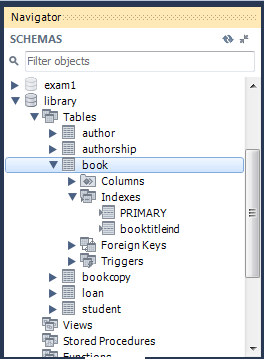 Navigator
SCHEMAS
Filter objects
exam1
library
Tables
author
authorship
book
Columns
Indexes
PRIMARY
booktitleind
Foreign Keys
Triggers
bookcopy
loan
student
Views
Stored Procedures
Functions